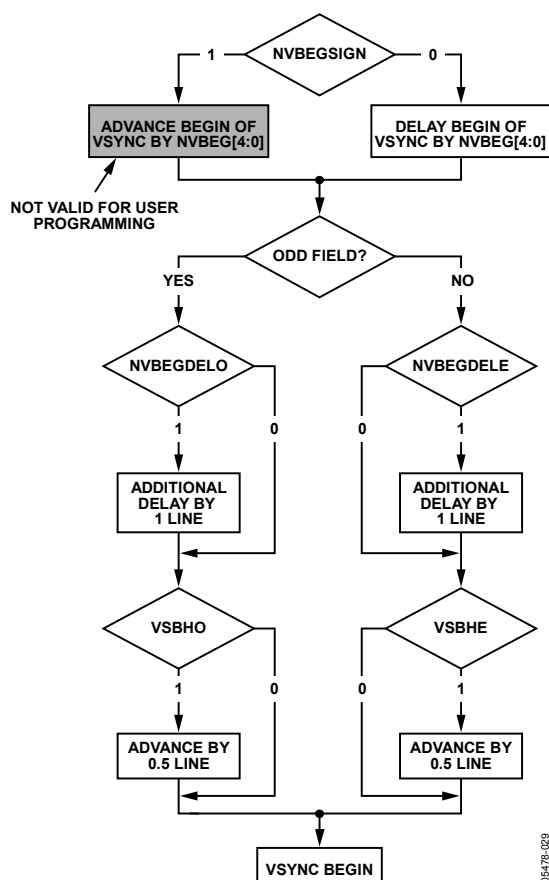 NVBEGSIGN
1
0
ADVANCE BEGIN OF
VSYNC BY NVBEG[4:0]
DELAY BEGIN OF
VSYNC BY NVBEG[4:0]
NOT VALID FOR USER
PROGRAMMING
ODD FIELD?
YES
NO
NVBEGDELO
NVBEGDELE
1
0
0
1
ADDITIONAL
DELAY BY
1 LINE
ADDITIONAL
DELAY BY
1 LINE
VSBHO
VSBHE
1
0
0
1
ADVANCE BY
0.5 LINE
ADVANCE BY
0.5 LINE
VSYNC BEGIN
05478-029